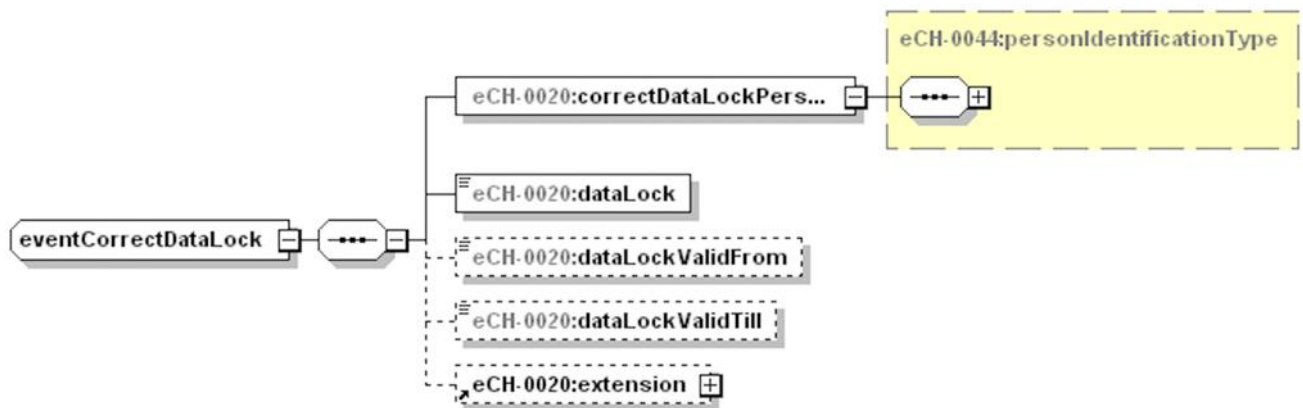 eCH-0044:personIdentificationType
eCH-0020:correctDataLockPers...
eCH-0020:dataLock
eventCorrectDataLock
eCH-0020:dataLockValidFrom
eCH-0020:dataLockValidTill
eCH-0020:extension